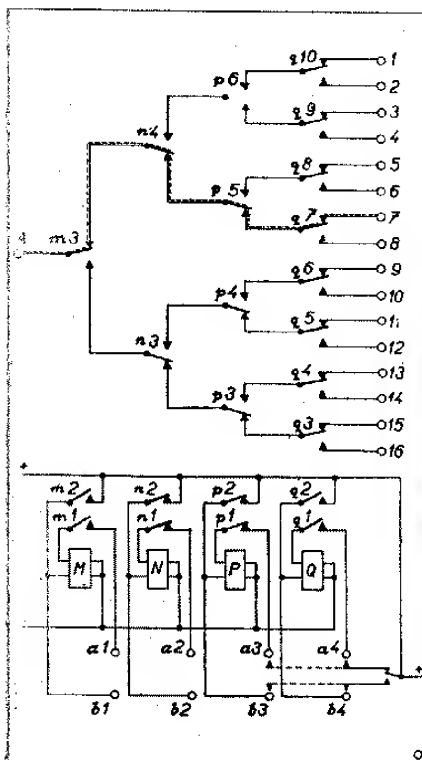 q10 1
p6 2
q9 3
n4 4
q8 5
p5 6
q7 7
m3 8
q6 9
p4 10
n3 q5 11
12
q4 13
p3 14
q3 15
16
+
m2 n2 p2 q2
m1 n1 p1 q1
M N P Q
a1 a2 a3 a4
+
b1 b2 b3 b4